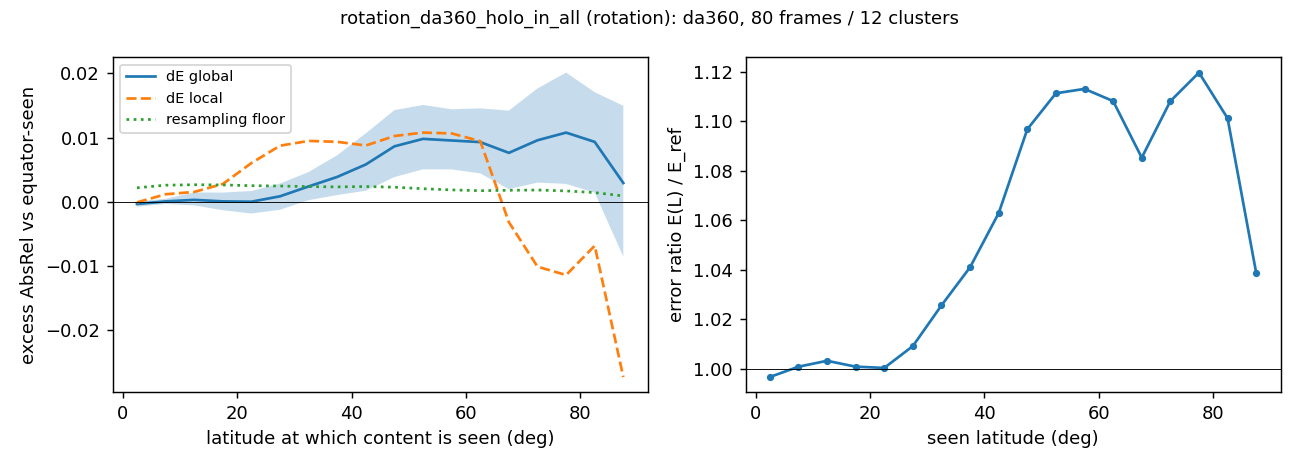 rotation_da360_holo_in_all (rotation): da360, 80 frames / 12 clusters
excess AbsRel vs equator-seen
0.02
0.01
0.00
−0.01
−0.02
dE global
dE local
resampling floor
0 20 40 60 80
latitude at which content is seen (deg)
error ratio E(L) / E_ref
1.12
1.10
1.08
1.06
1.04
1.02
1.00
0 20 40 60 80
seen latitude (deg)